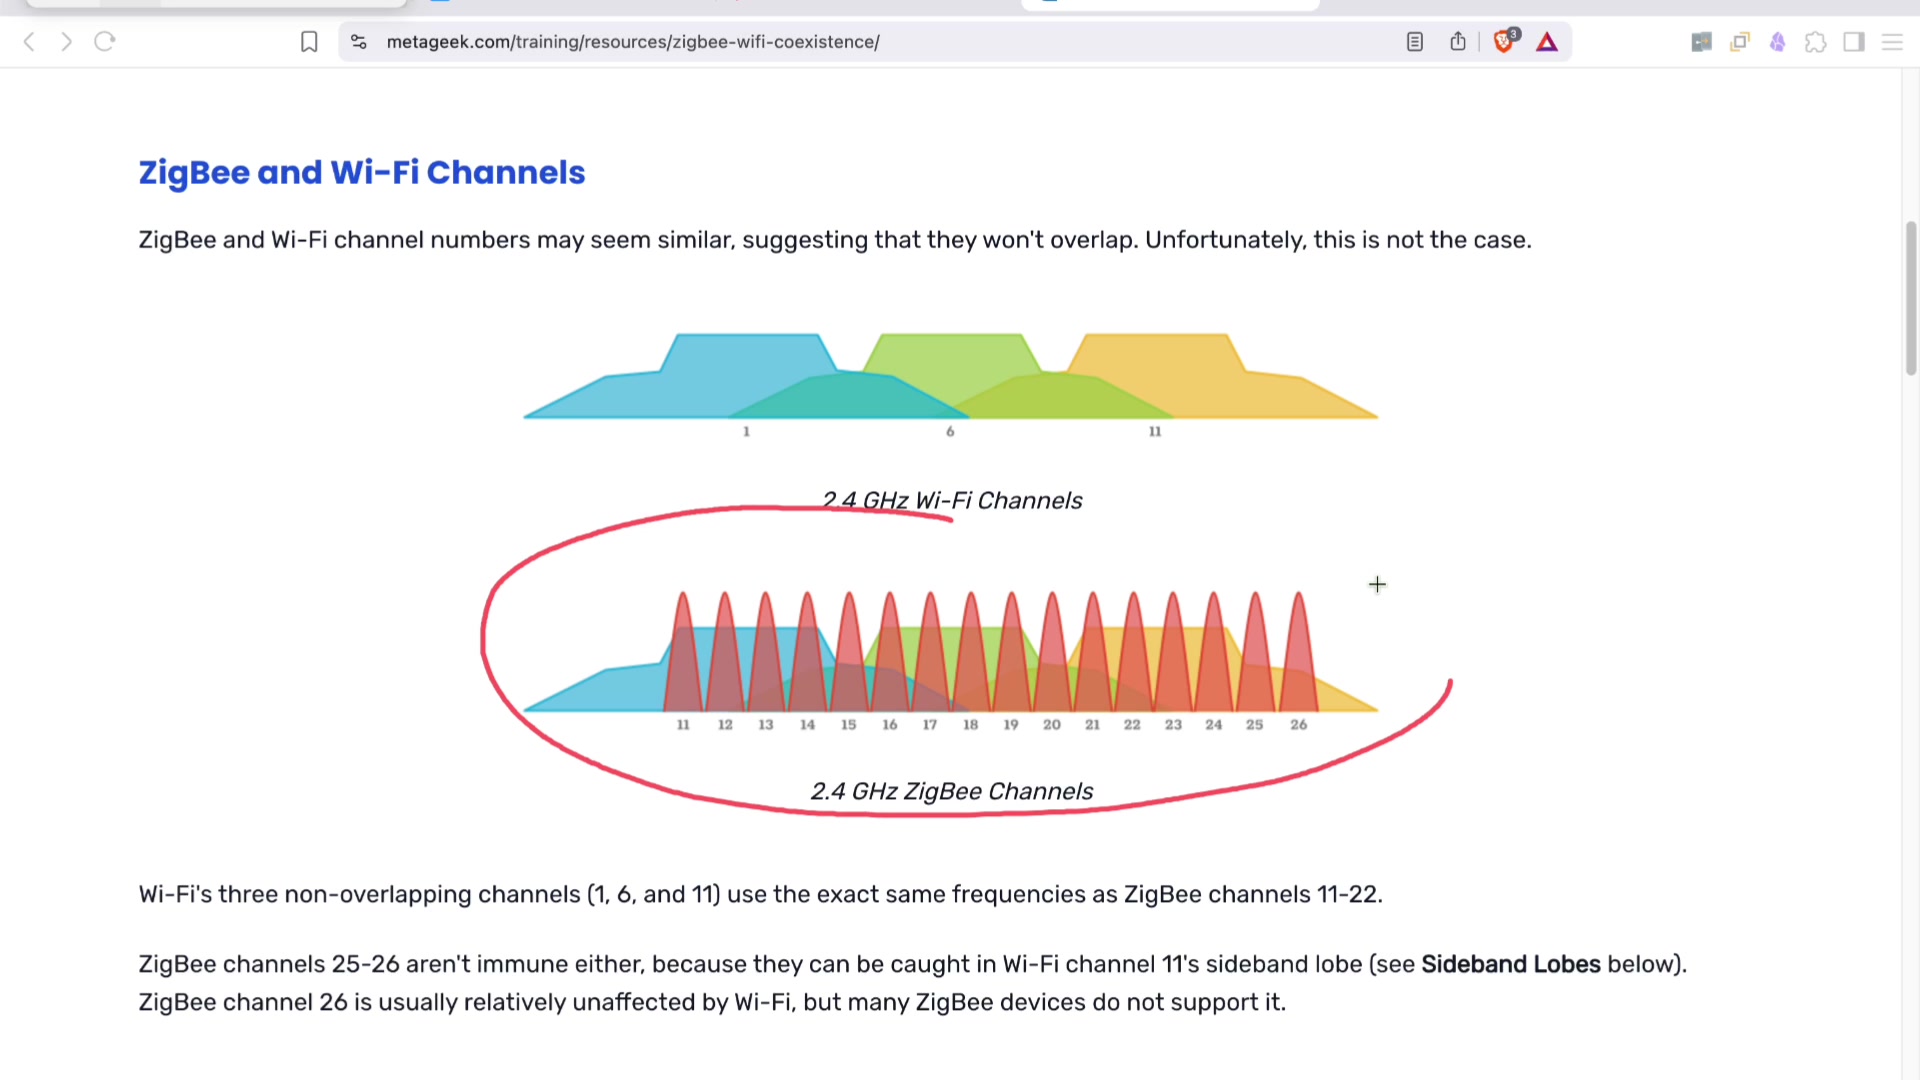 metageek.com/training/resources/zigbee-wifi-coexistence/
3
ZigBee and Wi-Fi Channels
ZigBee and Wi-Fi channel numbers may seem similar, suggesting that they won't overlap. Unfortunately, this is not the case.
1 6 11
2.4 GHz Wi-Fi Channels
11 12 13 14 15 16 17 18 19 20 21 22 23 24 25 26
2.4 GHz ZigBee Channels
Wi-Fi's three non-overlapping channels (1, 6, and 11) use the exact same frequencies as ZigBee channels 11-22.
ZigBee channels 25-26 aren't immune either, because they can be caught in Wi-Fi channel 11's sideband lobe (see Sideband Lobes below).
ZigBee channel 26 is usually relatively unaffected by Wi-Fi, but many ZigBee devices do not support it.